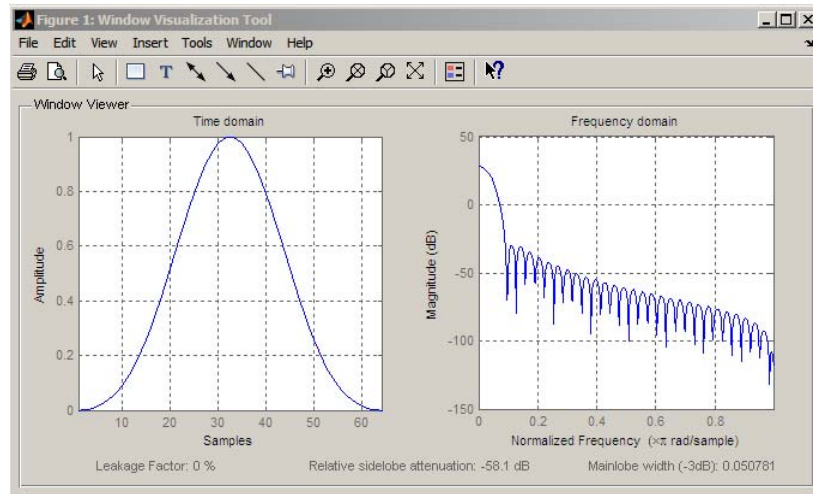 Figure 1: Window Visualization Tool
File Edit View Insert Tools Window Help
T
?
Window Viewer
Time domain
1
0.8
0.6
0.4
0.2
0
Amplitude
10 20 30 40 50 60
Samples
Frequency domain
50
0
-50
-100
-150
Magnitude (dB)
0 0.2 0.4 0.6 0.8
Normalized Frequency (×π rad/sample)
Leakage Factor: 0 % Relative sidelobe attenuation: -58.1 dB Mainlobe width (-3dB): 0.050781